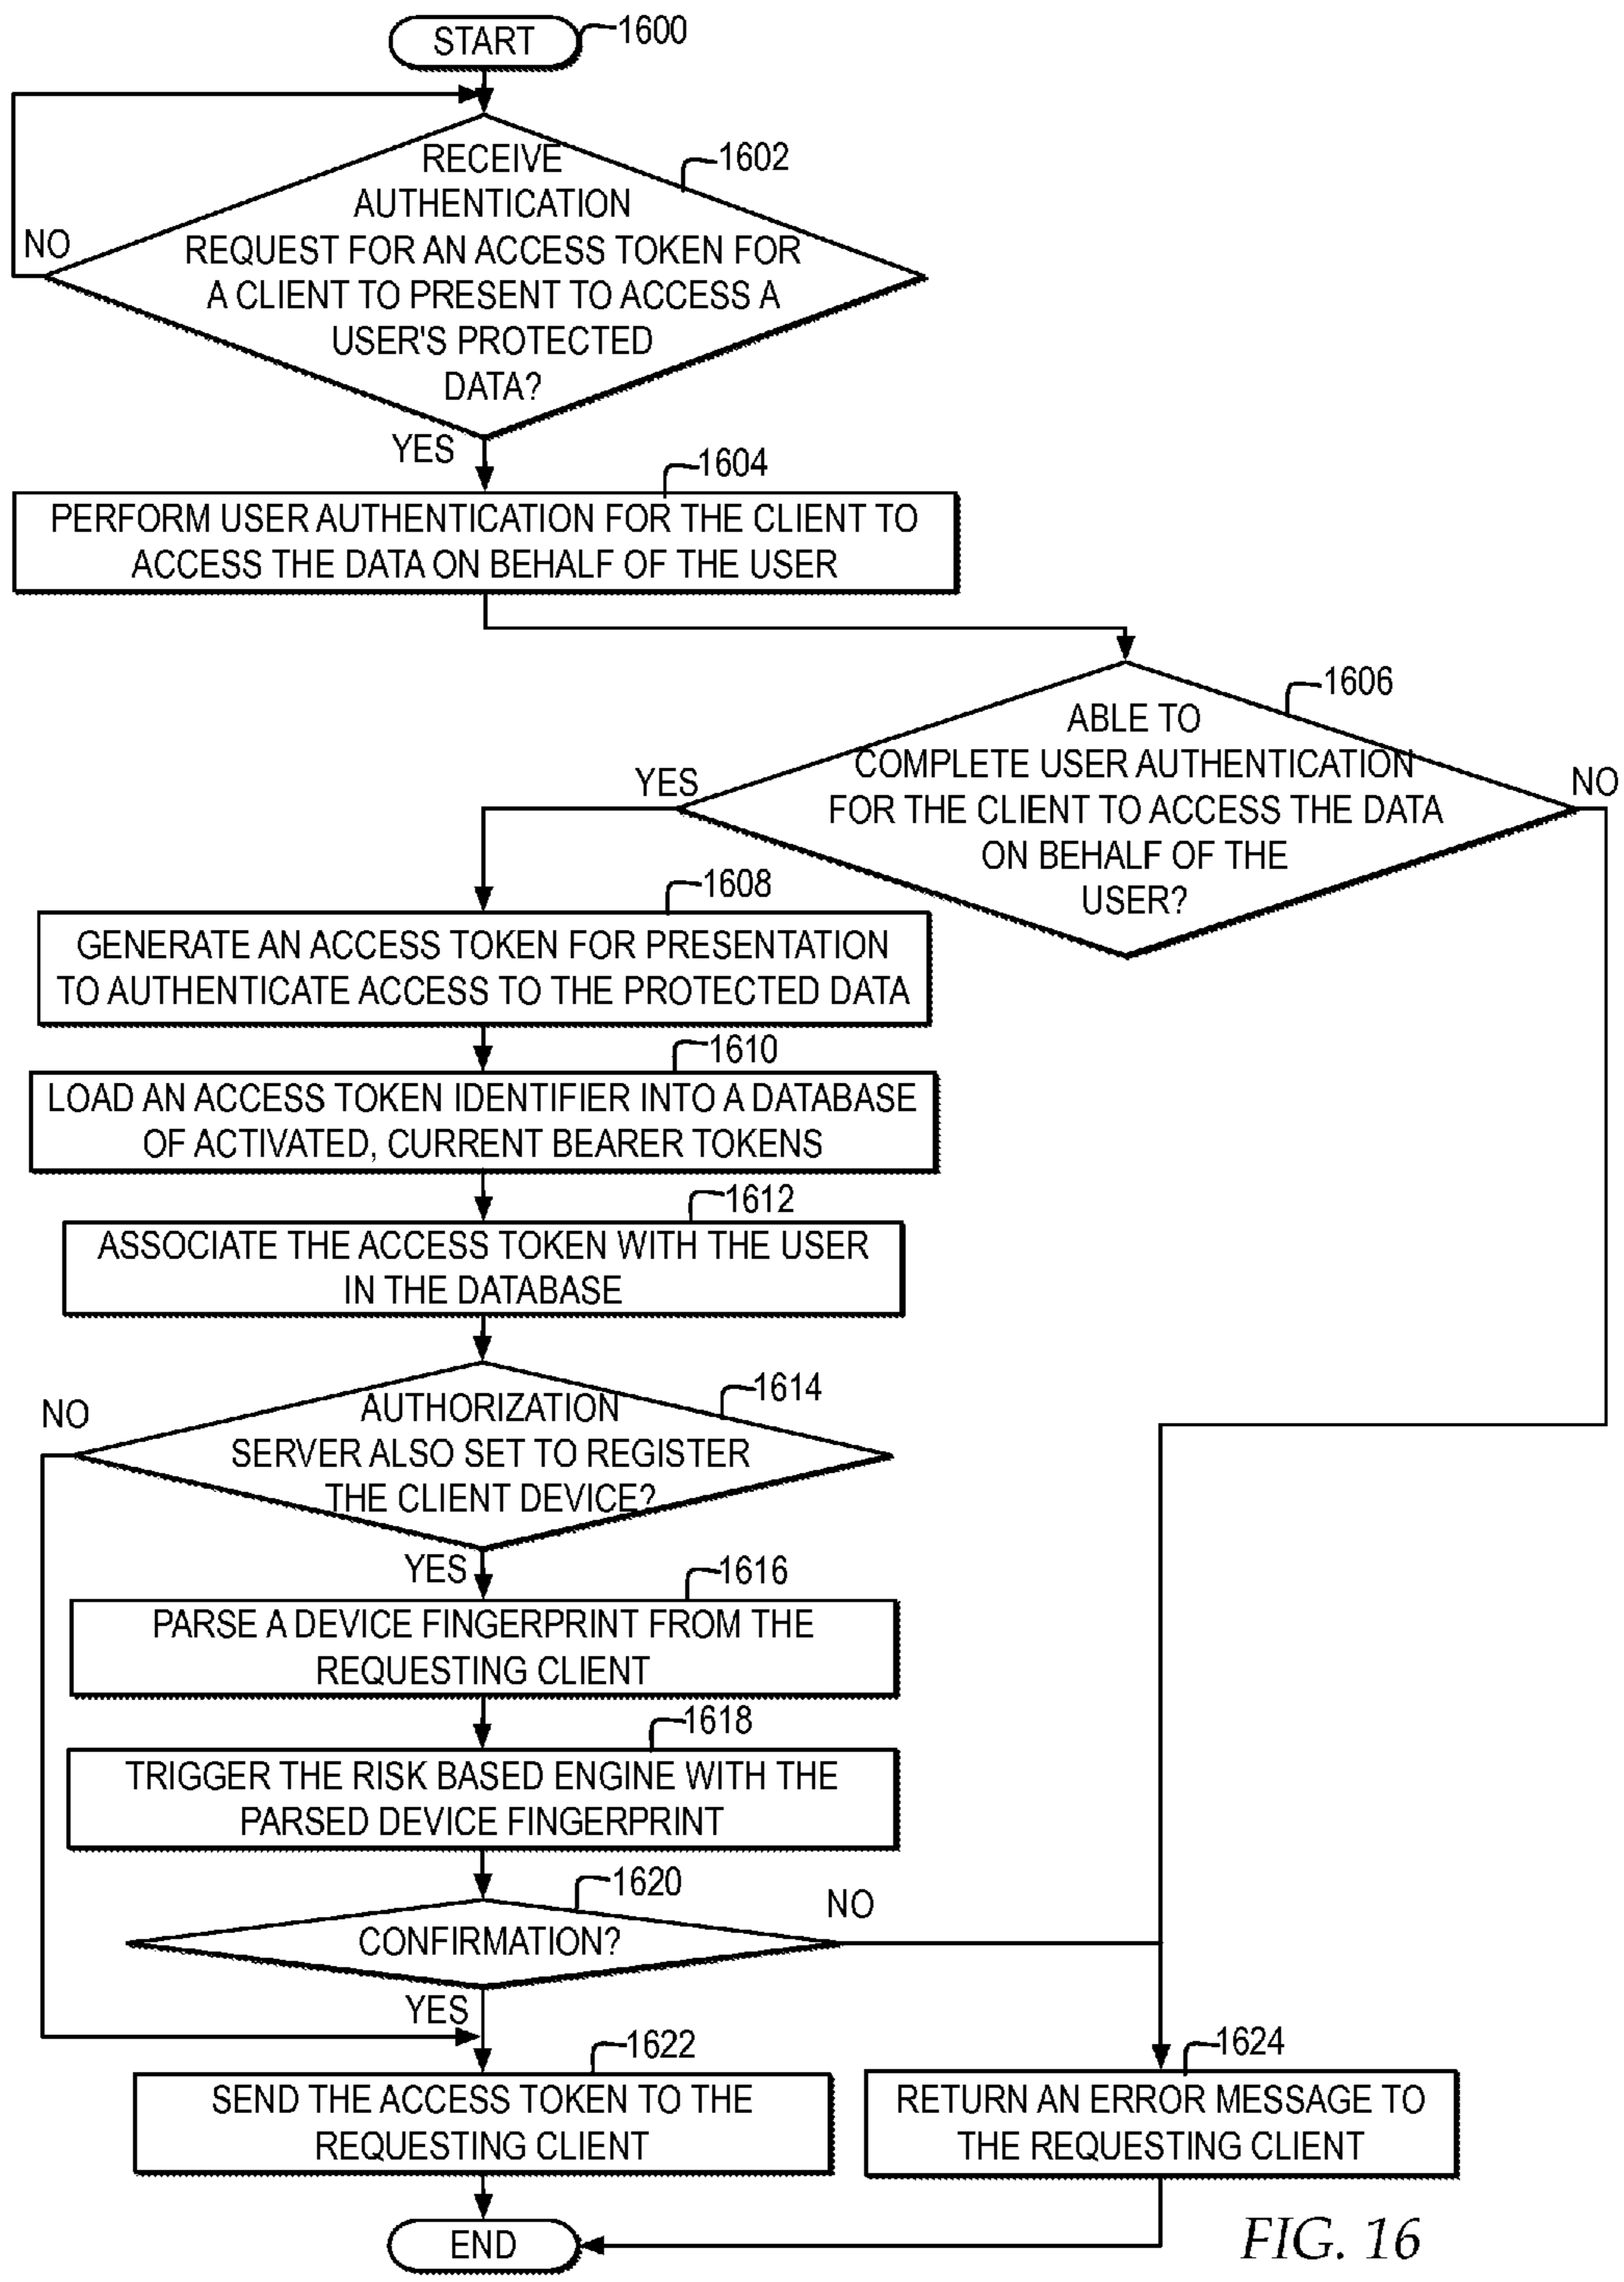 START
1600
RECEIVE
AUTHENTICATION
REQUEST FOR AN ACCESS TOKEN FOR
A CLIENT TO PRESENT TO ACCESS A
USER'S PROTECTED
DATA?
1602
NO
YES
1604
PERFORM USER AUTHENTICATION FOR THE CLIENT TO
ACCESS THE DATA ON BEHALF OF THE USER
1606
ABLE TO
COMPLETE USER AUTHENTICATION
FOR THE CLIENT TO ACCESS THE DATA
ON BEHALF OF THE
USER?
YES
NO
1608
GENERATE AN ACCESS TOKEN FOR PRESENTATION
TO AUTHENTICATE ACCESS TO THE PROTECTED DATA
1610
LOAD AN ACCESS TOKEN IDENTIFIER INTO A DATABASE
OF ACTIVATED, CURRENT BEARER TOKENS
1612
ASSOCIATE THE ACCESS TOKEN WITH THE USER
IN THE DATABASE
1614
AUTHORIZATION
SERVER ALSO SET TO REGISTER
THE CLIENT DEVICE?
NO
YES
1616
PARSE A DEVICE FINGERPRINT FROM THE
REQUESTING CLIENT
1618
TRIGGER THE RISK BASED ENGINE WITH THE
PARSED DEVICE FINGERPRINT
1620
CONFIRMATION?
NO
YES
1622
SEND THE ACCESS TOKEN TO THE
REQUESTING CLIENT
1624
RETURN AN ERROR MESSAGE TO
THE REQUESTING CLIENT
END
FIG. 16